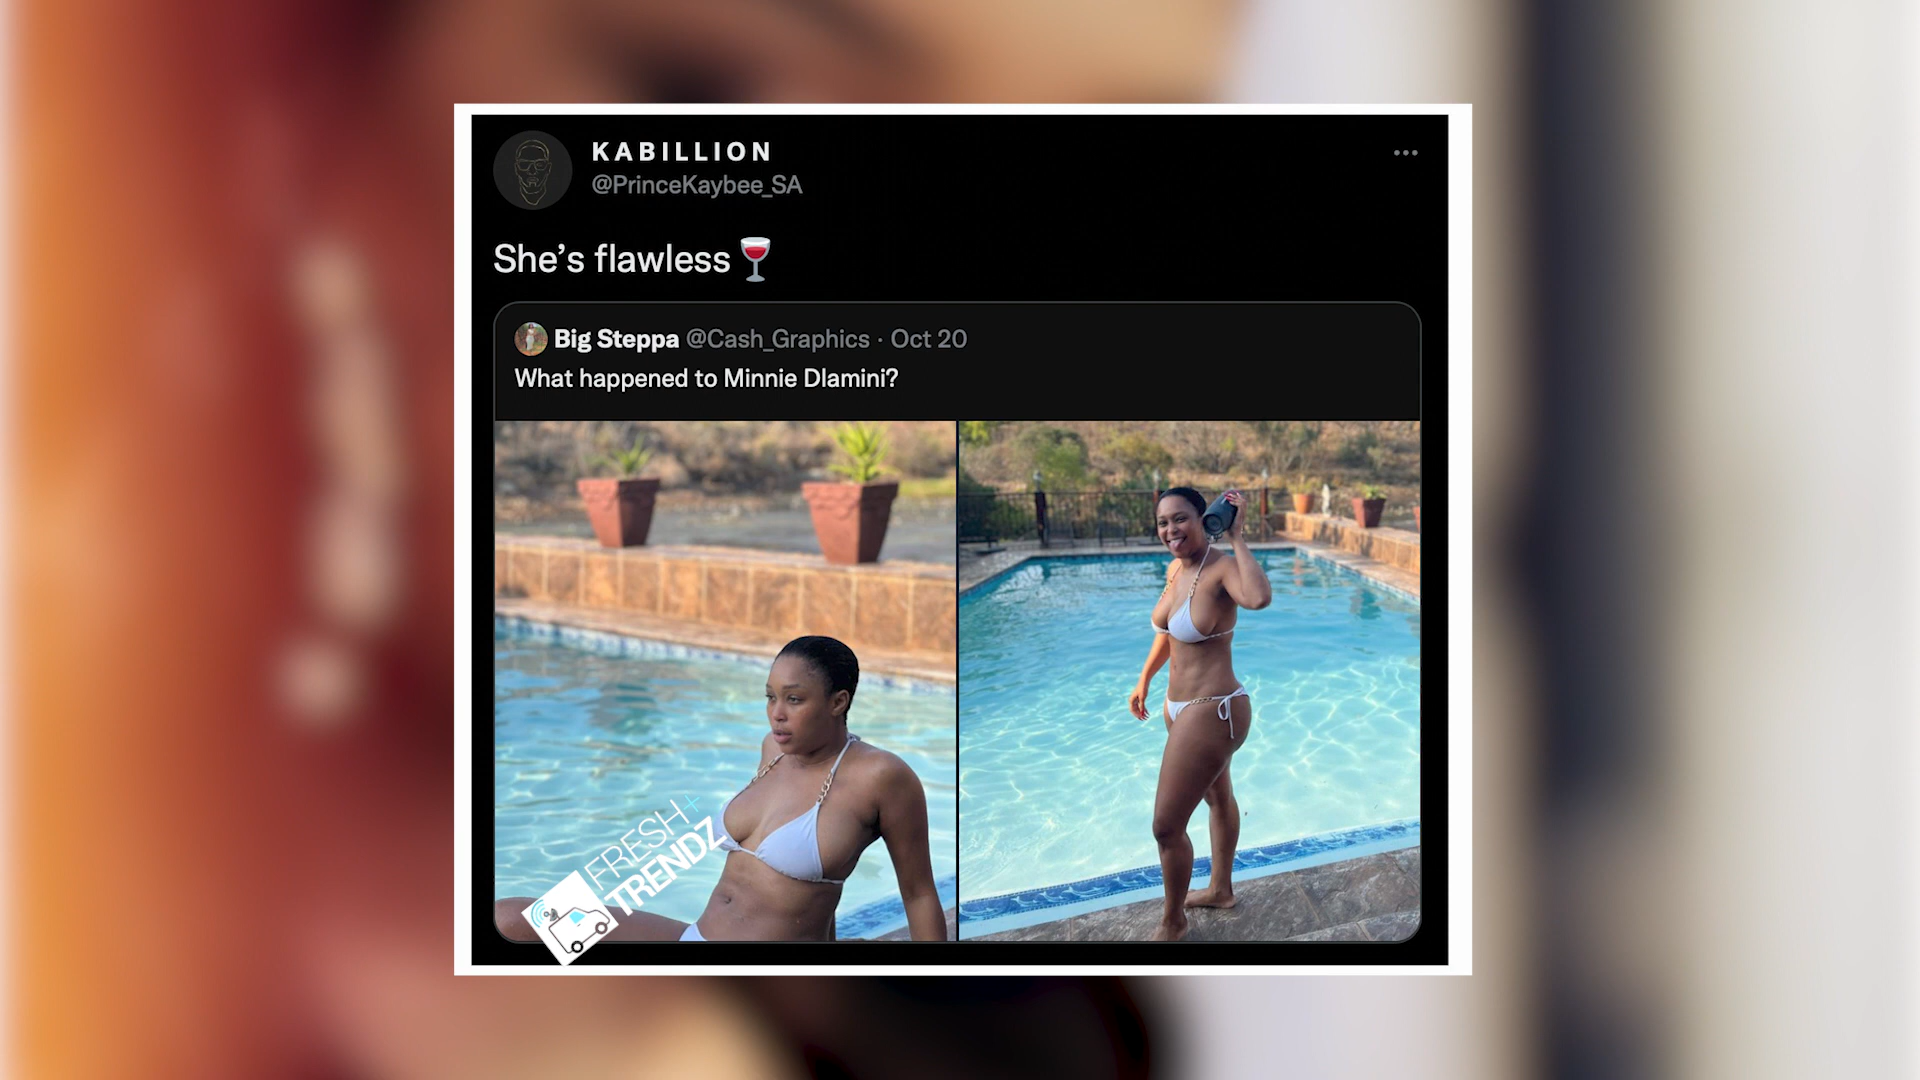 KABILLION
@PrinceKaybee_SA
She’s flawless🍷
Big Steppa @Cash_Graphics · Oct 20
What happened to Minnie Dlamini?
FRESH+
TRENDZ